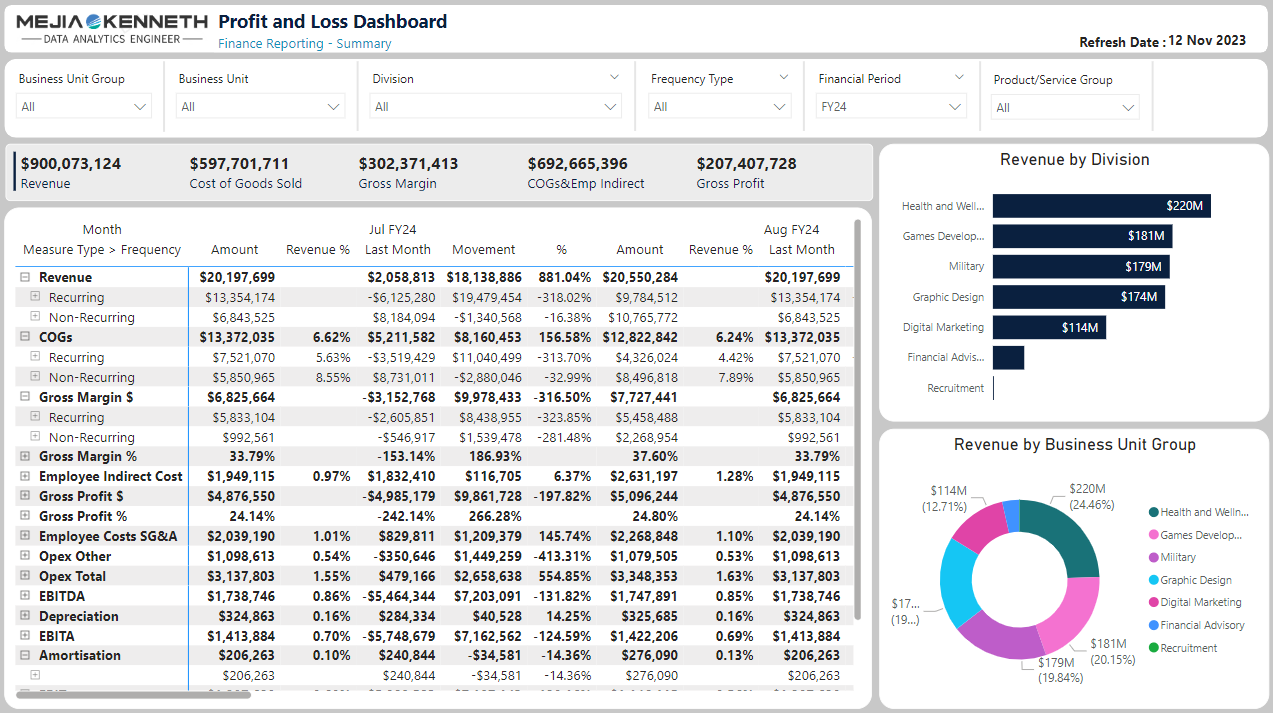 MEJIA KENNETH
DATA ANALYTICS ENGINEER
Profit and Loss Dashboard
Finance Reporting - Summary
Refresh Date : 12 Nov 2023
Business Unit Group Business Unit Division Frequency Type Financial Period Product/Service Group
All All All All FY24 All
$900,073,124 $597,701,711 $302,371,413 $692,665,396 $207,407,728
Revenue Cost of Goods Sold Gross Margin COGs&Emp Indirect Gross Profit
Month Jul FY24 Aug FY24
Measure Type > Frequency Amount Revenue % Last Month Movement % Amount Revenue % Last Month
Revenue $20,197,699 $2,058,813 $18,138,886 881.04% $20,550,284 $20,197,699
Recurring $13,354,174 -$6,125,280 $19,479,454 -318.02% $9,784,512 $13,354,174
Non-Recurring $6,843,525 $8,184,094 -$1,340,568 -16.38% $10,765,772 $6,843,525
COGs $13,372,035 6.62% $5,211,582 $8,160,453 156.58% $12,822,842 6.24% $13,372,035
Recurring $7,521,070 5.63% -$3,519,429 $11,040,499 -313.70% $4,326,024 4.42% $7,521,070
Non-Recurring $5,850,965 8.55% $8,731,011 -$2,880,046 -32.99% $8,496,818 7.89% $5,850,965
Gross Margin $ $6,825,664 -$3,152,768 $9,978,433 -316.50% $7,727,441 $6,825,664
Recurring $5,833,104 -$2,605,851 $8,438,955 -323.85% $5,458,488 $5,833,104
Non-Recurring $992,561 -$546,917 $1,539,478 -281.48% $2,268,954 $992,561
Gross Margin % 33.79% -153.14% 186.93% 37.60% 33.79%
Employee Indirect Cost $1,949,115 0.97% $1,832,410 $116,705 6.37% $2,631,197 1.28% $1,949,115
Gross Profit $ $4,876,550 -$4,985,179 $9,861,728 -197.82% $5,096,244 $4,876,550
Gross Profit % 24.14% -242.14% 266.28% 24.80% 24.14%
Employee Costs SG&A $2,039,190 1.01% $829,811 $1,209,379 145.74% $2,268,848 1.10% $2,039,190
Opex Other $1,098,613 0.54% -$350,646 $1,449,259 -413.31% $1,079,505 0.53% $1,098,613
Opex Total $3,137,803 1.55% $479,166 $2,658,638 554.85% $3,348,353 1.63% $3,137,803
EBITDA $1,738,746 0.86% -$5,464,344 $7,203,091 -131.82% $1,747,891 0.85% $1,738,746
Depreciation $324,863 0.16% $284,334 $40,528 14.25% $325,685 0.16% $324,863
EBITA $1,413,884 0.70% -$5,748,679 $7,162,562 -124.59% $1,422,206 0.69% $1,413,884
Amortisation $206,263 0.10% $240,844 -$34,581 -14.36% $276,090 0.13% $206,263
$206,263 $240,844 -$34,581 -14.36% $276,090 $206,263
Revenue by Division
Health and Well... $220M
Games Develop... $181M
Military $179M
Graphic Design $174M
Digital Marketing $114M
Financial Advis...
Recruitment
Revenue by Business Unit Group
$114M
(12.71%)
$220M
(24.46%)
$17...
(19...)
$181M
(20.15%)
$179M
(19.84%)
Health and Welln...
Games Develop...
Military
Graphic Design
Digital Marketing
Financial Advisory
Recruitment